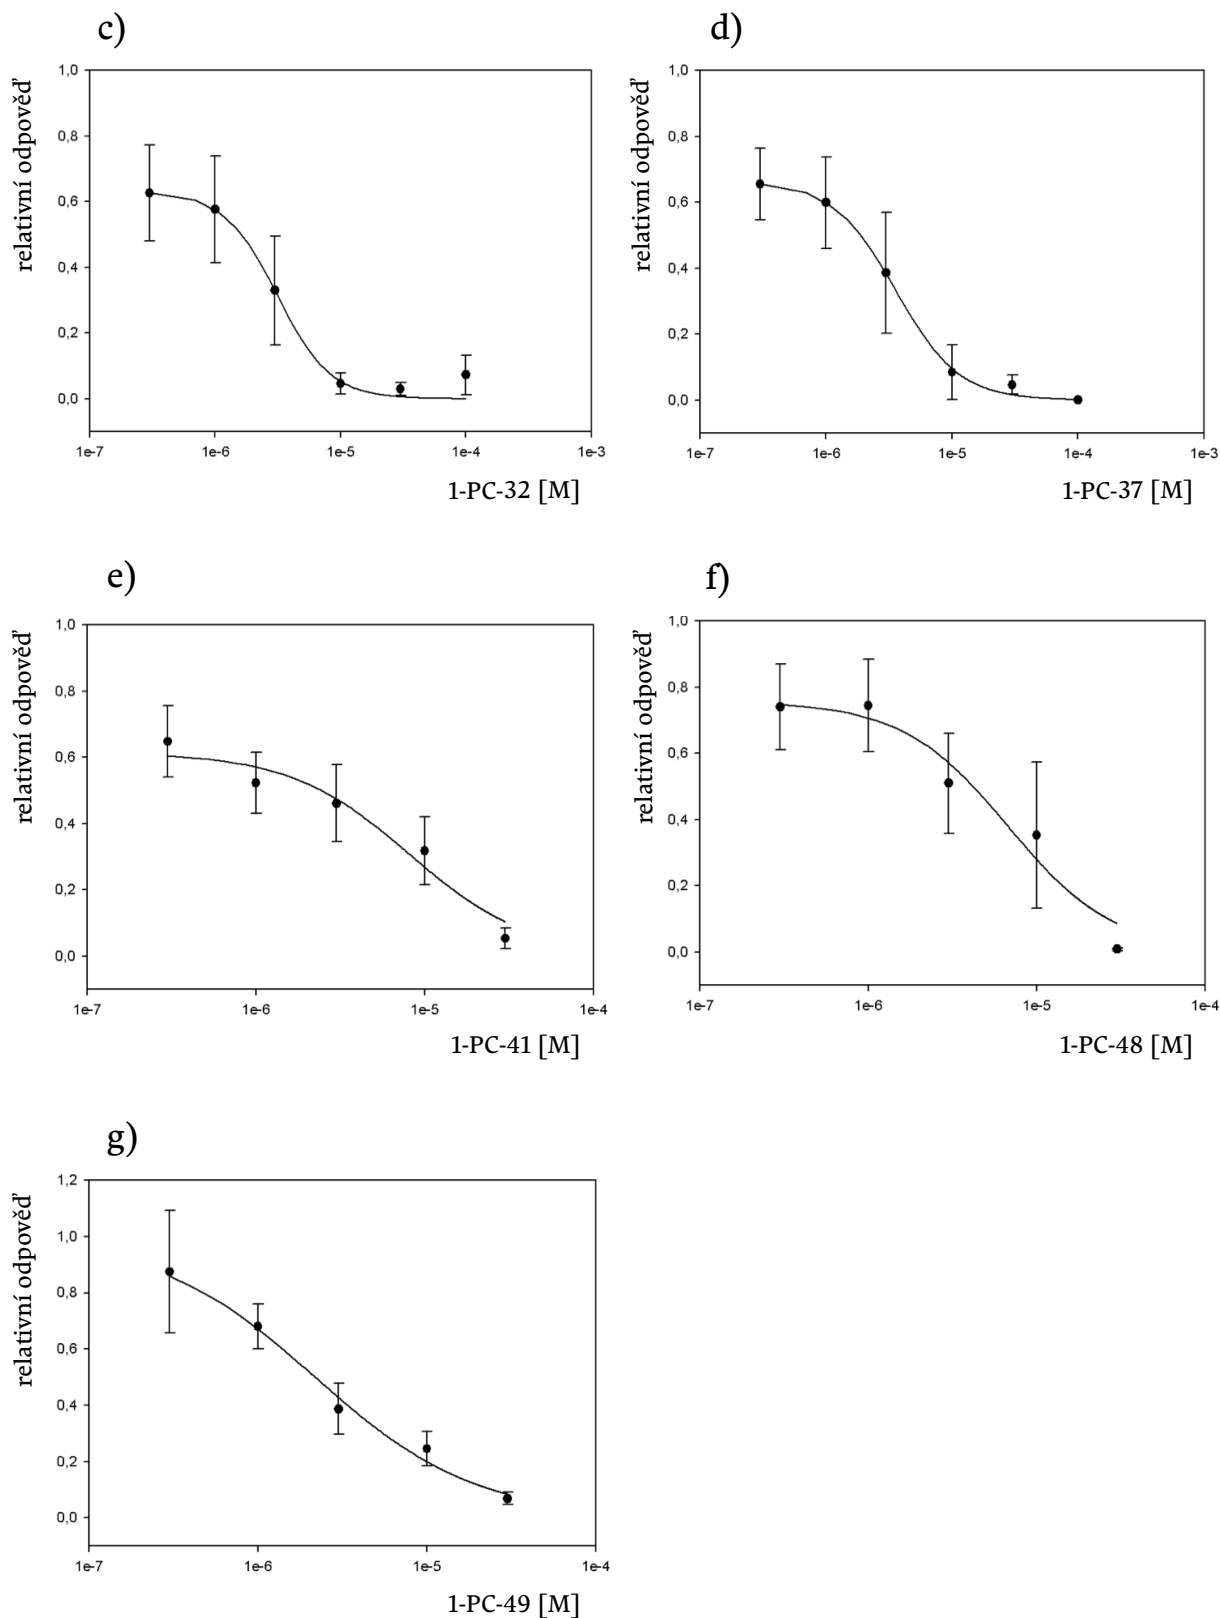 c)
relativní odpověď
1,0
0,8
0,6
0,4
0,2
0,0
1e-7 1e-6 1e-5 1e-4 1e-3
1-PC-32 [M]
d)
relativní odpověď
1,0
0,8
0,6
0,4
0,2
0,0
1e-7 1e-6 1e-5 1e-4 1e-3
1-PC-37 [M]
e)
relativní odpověď
1,0
0,8
0,6
0,4
0,2
0,0
1e-7 1e-6 1e-5 1e-4
1-PC-41 [M]
f)
relativní odpověď
1,0
0,8
0,6
0,4
0,2
0,0
1e-7 1e-6 1e-5 1e-4
1-PC-48 [M]
g)
relativní odpověď
1,2
1,0
0,8
0,6
0,4
0,2
0,0
1e-7 1e-6 1e-5 1e-4
1-PC-49 [M]